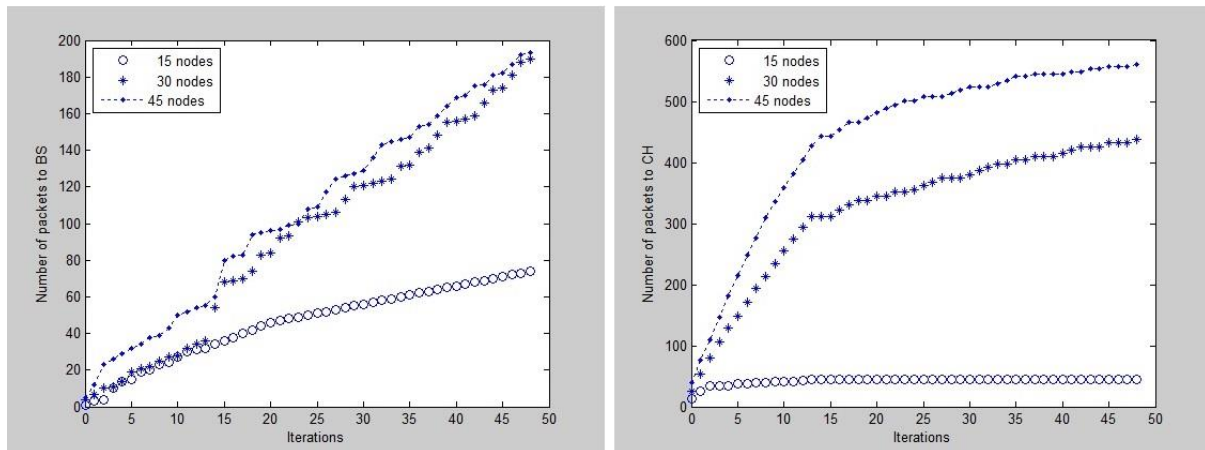 200
180
160
140
120
100
80
60
40
20
0
Number of packets to BS
15 nodes
30 nodes
45 nodes
0 5 10 15 20 25 30 35 40 45 50
Iterations
600
500
400
300
200
100
0
Number of packets to CH
15 nodes
30 nodes
45 nodes
0 5 10 15 20 25 30 35 40 45 50
Iterations